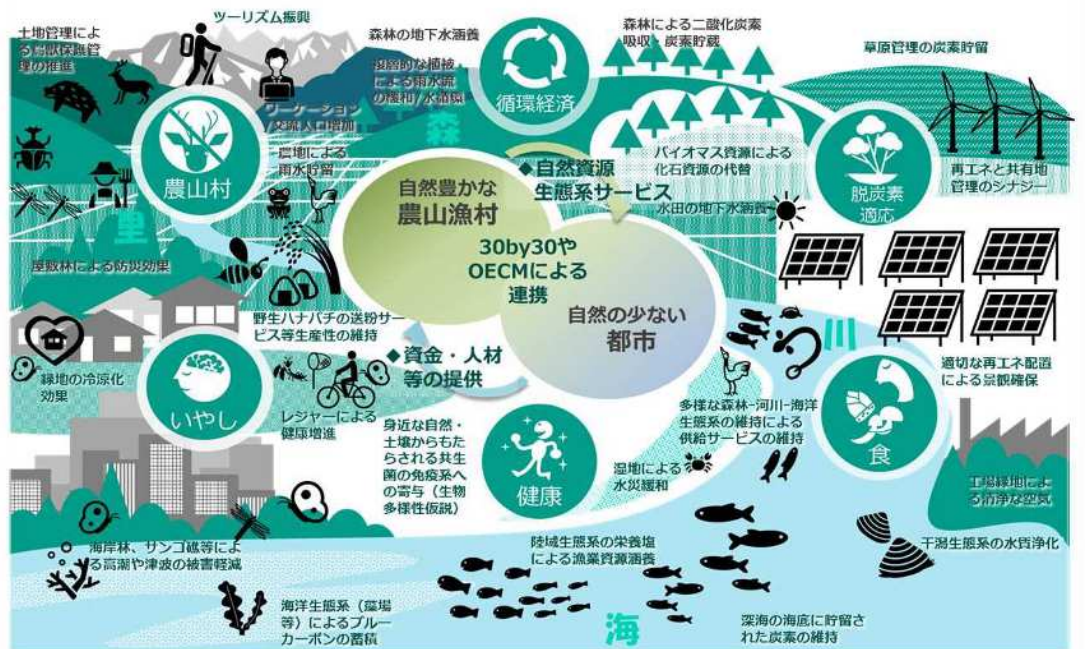 ツーリズム振興
土地管理によ
る鳥獣保護管
理の推進
森林の地下水涵養
複層的な植被
による雨水流
の緩和/水循環
循環経済
森林による二酸化炭素
吸収・炭素貯蔵
草原管理の炭素貯留
ワーケーション
/交流人口増加
森
農山村
農地による
雨水貯留
自然豊かな
農山漁村
◆自然資源
生態系サービス
バイオマス資源による
化石資源の代替
水田の地下水涵養
脱炭素
適応
再エネと共有地
管理のシナジー
里
屋敷林による防災効果
30by30や
OECMによる
連携
自然の少ない
都市
野生ハナバチの送粉サー
ビス等生産性の維持
◆資金・人材
等の提供
川
緑地の冷涼化
効果
いやし
レジャーによる
健康増進
身近な自然・
土壌からもた
らされる共生
菌の免疫系へ
の寄与（生物
多様性仮説）
健康
多様な森林-河川-海洋
生態系の維持による
供給サービスの維持
湿地による
水災緩和
食
適切な再エネ配置
による景観確保
工場緑地によ
る清浄な空気
海岸林、サンゴ礁等によ
る高潮や津波の被害軽減
陸域生態系の栄養塩
による漁業資源涵養
干潟生態系の水質浄化
海洋生態系（藻場
等）によるブルー
カーボンの蓄積
海
深海の海底に貯留さ
れた炭素の維持